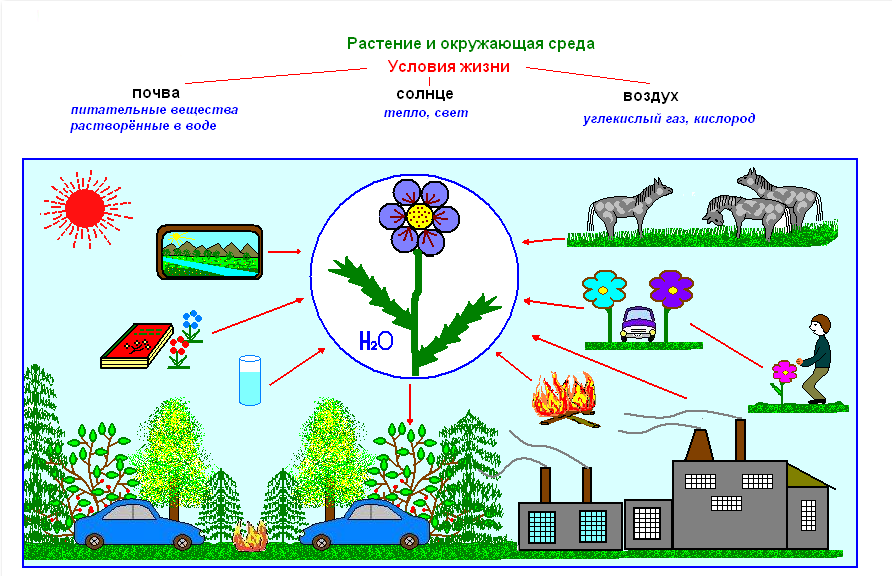 Растение и окружающая среда
Условия жизни
почва
питательные вещества
растворённые в воде
солнце
тепло, свет
воздух
углекислый газ, кислород
H₂O